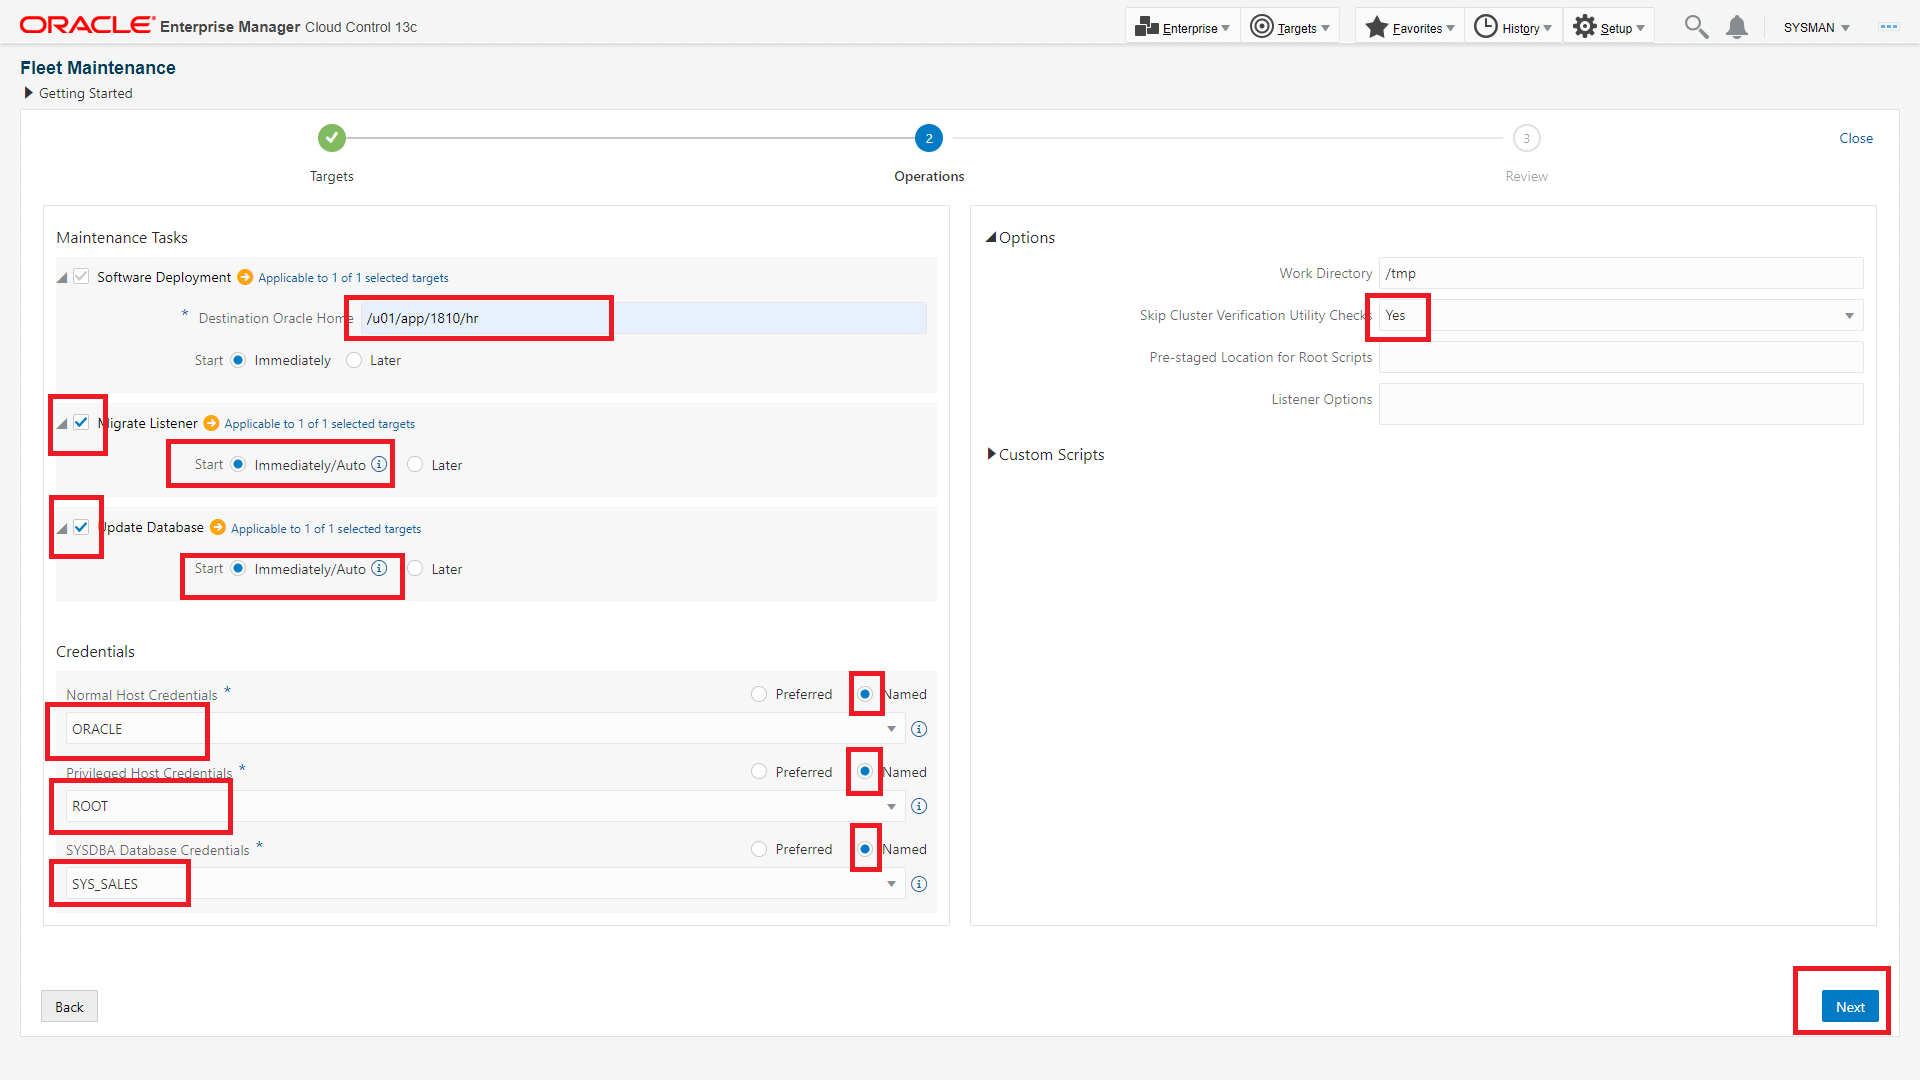 ORACLE Enterprise Manager Cloud Control 13c
Enterprise
Targets
Favorites
History
Setup
SYSMAN
Fleet Maintenance
Getting Started
2
3
Close
Targets
Operations
Review
Maintenance Tasks
Software Deployment
Applicable to 1 of 1 selected targets
* Destination Oracle Home
/u01/app/1810/hr
Start
Immediately
Later
Migrate Listener
Applicable to 1 of 1 selected targets
Start
Immediately/Auto
Later
Update Database
Applicable to 1 of 1 selected targets
Start
Immediately/Auto
Later
Credentials
Normal Host Credentials *
Preferred
Named
ORACLE
Privileged Host Credentials *
Preferred
Named
ROOT
SYSDBA Database Credentials *
Preferred
Named
SYS_SALES
Options
Work Directory
/tmp
Skip Cluster Verification Utility Checks
Yes
Pre-staged Location for Root Scripts
Listener Options
Custom Scripts
Back
Next